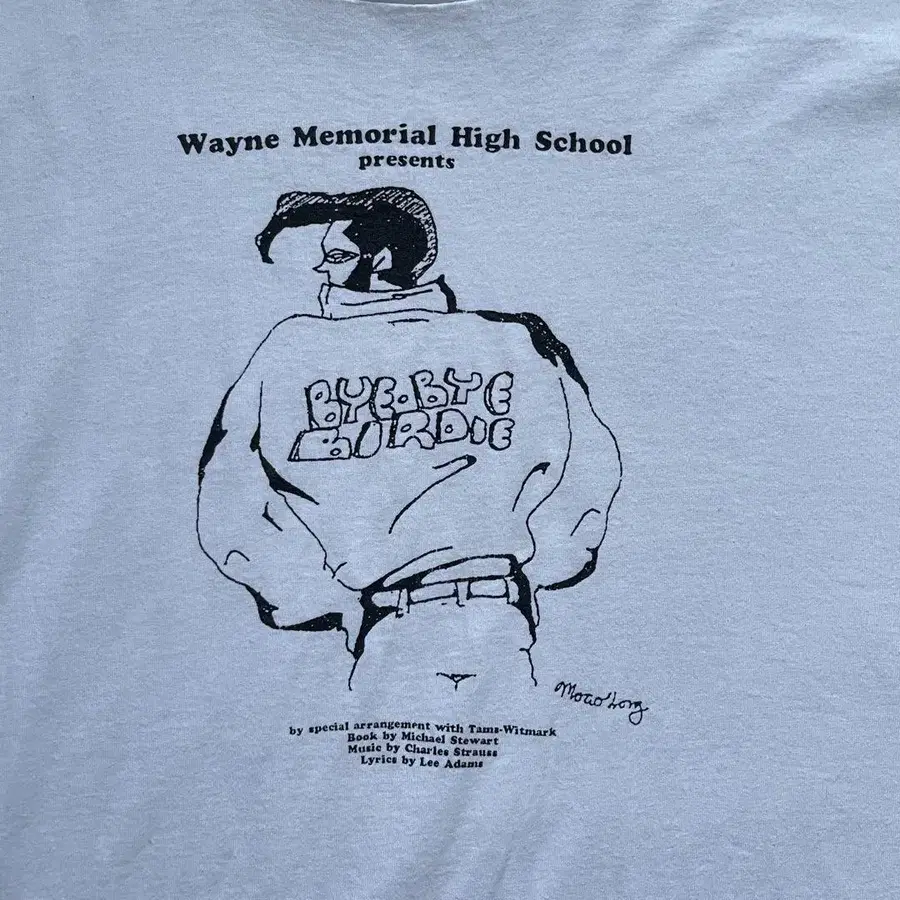 Wayne Memorial High School
presents
BYE.BYE
BIRDIE
by special arrangement with Tams-Witmark
Book by Michael Stewart
Music by Charles Strauss
Lyrics by Lee Adams